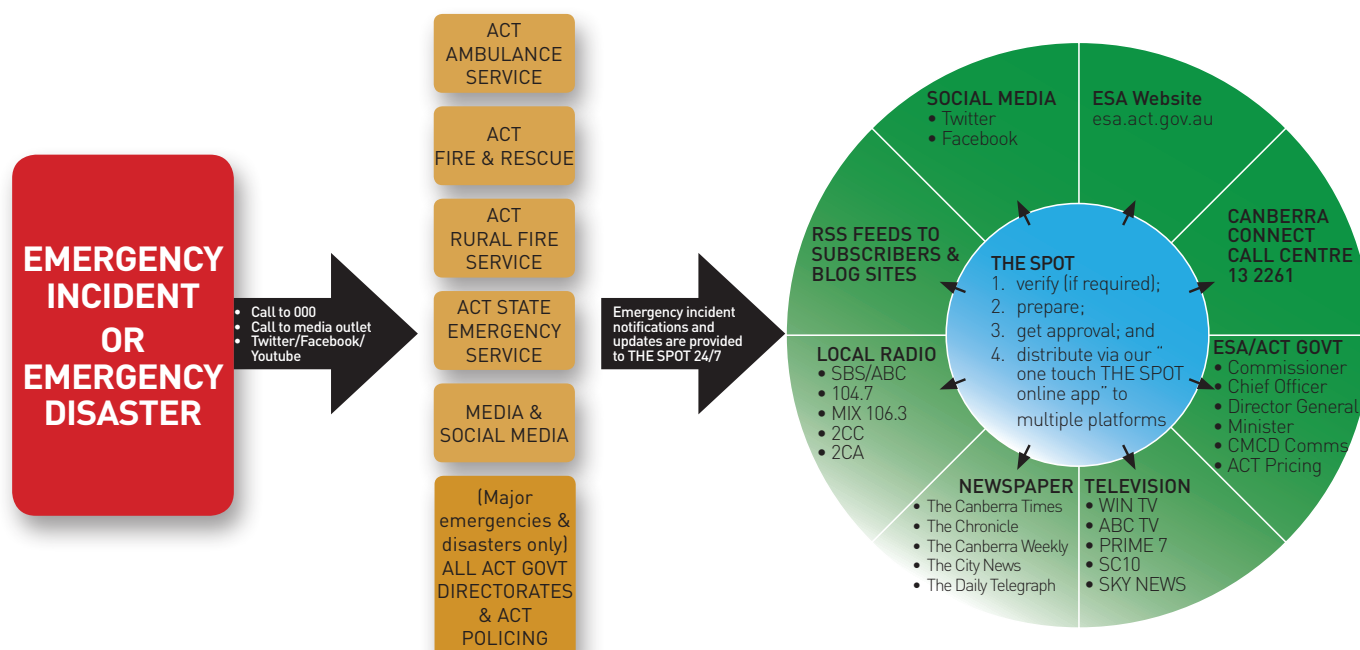 EMERGENCY
INCIDENT
OR
EMERGENCY
DISASTER
• Call to 000
• Call to media outlet
• Twitter/Facebook/
Youtube
ACT
AMBULANCE
SERVICE
ACT
FIRE & RESCUE
ACT
RURAL FIRE
SERVICE
ACT STATE
EMERGENCY
SERVICE
MEDIA &
SOCIAL MEDIA
(Major
emergencies &
disasters only)
ALL ACT GOVT
DIRECTORATES
& ACT
POLICING
Emergency incident
notifications and
updates are provided
to THE SPOT 24/7
SOCIAL MEDIA
• Twitter
• Facebook
ESA Website
esa.act.gov.au
CANBERRA
CONNECT
CALL CENTRE
13 2261
ESA/ACT GOVT
• Commissioner
• Chief Officer
• Director General
• Minister
• CMCD Comms
• ACT Pricing
TELEVISION
• WIN TV
• ABC TV
• PRIME 7
• SC10
• SKY NEWS
NEWSPAPER
• The Canberra Times
• The Chronicle
• The Canberra Weekly
• The City News
• The Daily Telegraph
LOCAL RADIO
• SBS/ABC
• 104.7
• MIX 106.3
• 2CC
• 2CA
RSS FEEDS TO
SUBSCRIBERS &
BLOG SITES
THE SPOT
1. verify (if required);
2. prepare;
3. get approval; and
4. distribute via our "
one touch THE SPOT
online app" to
multiple platforms